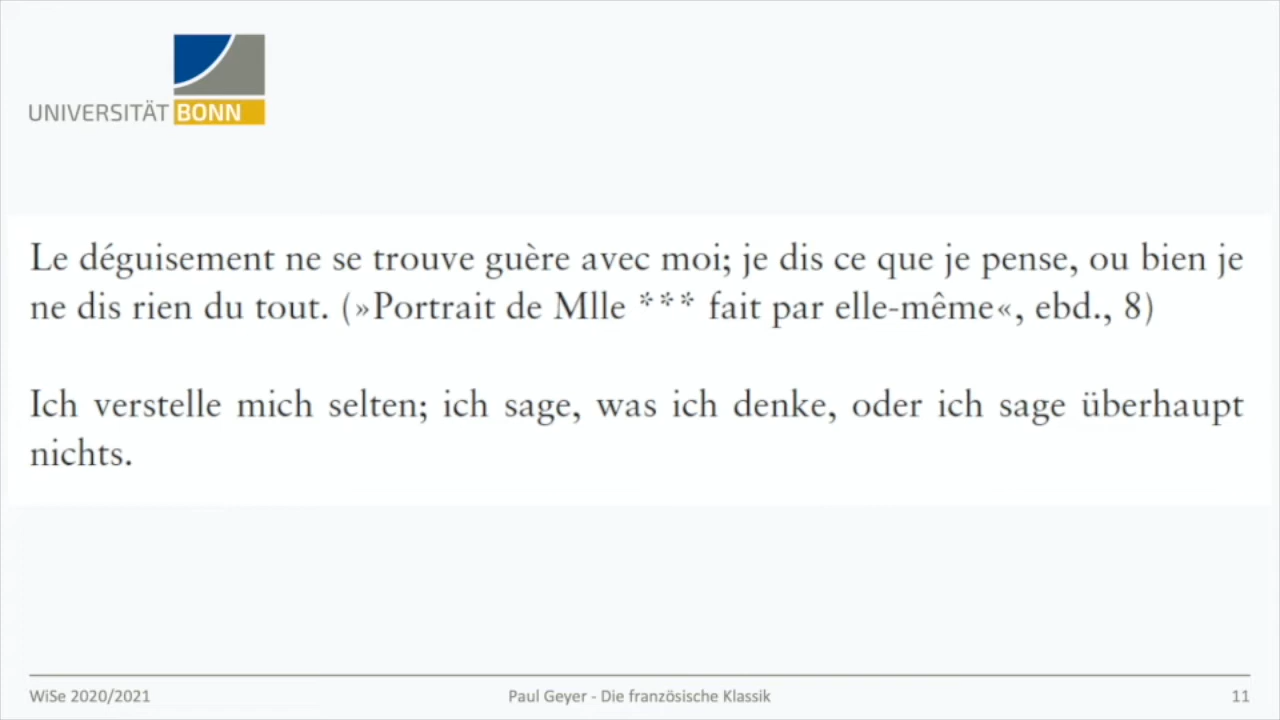 UNIVERSITÄT BONN
Le déguisement ne se trouve guère avec moi; je dis ce que je pense, ou bien je
ne dis rien du tout. (»Portrait de Mlle *** fait par elle-même«, ebd., 8)
Ich verstelle mich selten; ich sage, was ich denke, oder ich sage überhaupt
nichts.
WiSe 2020/2021 Paul Geyer - Die französische Klassik 11